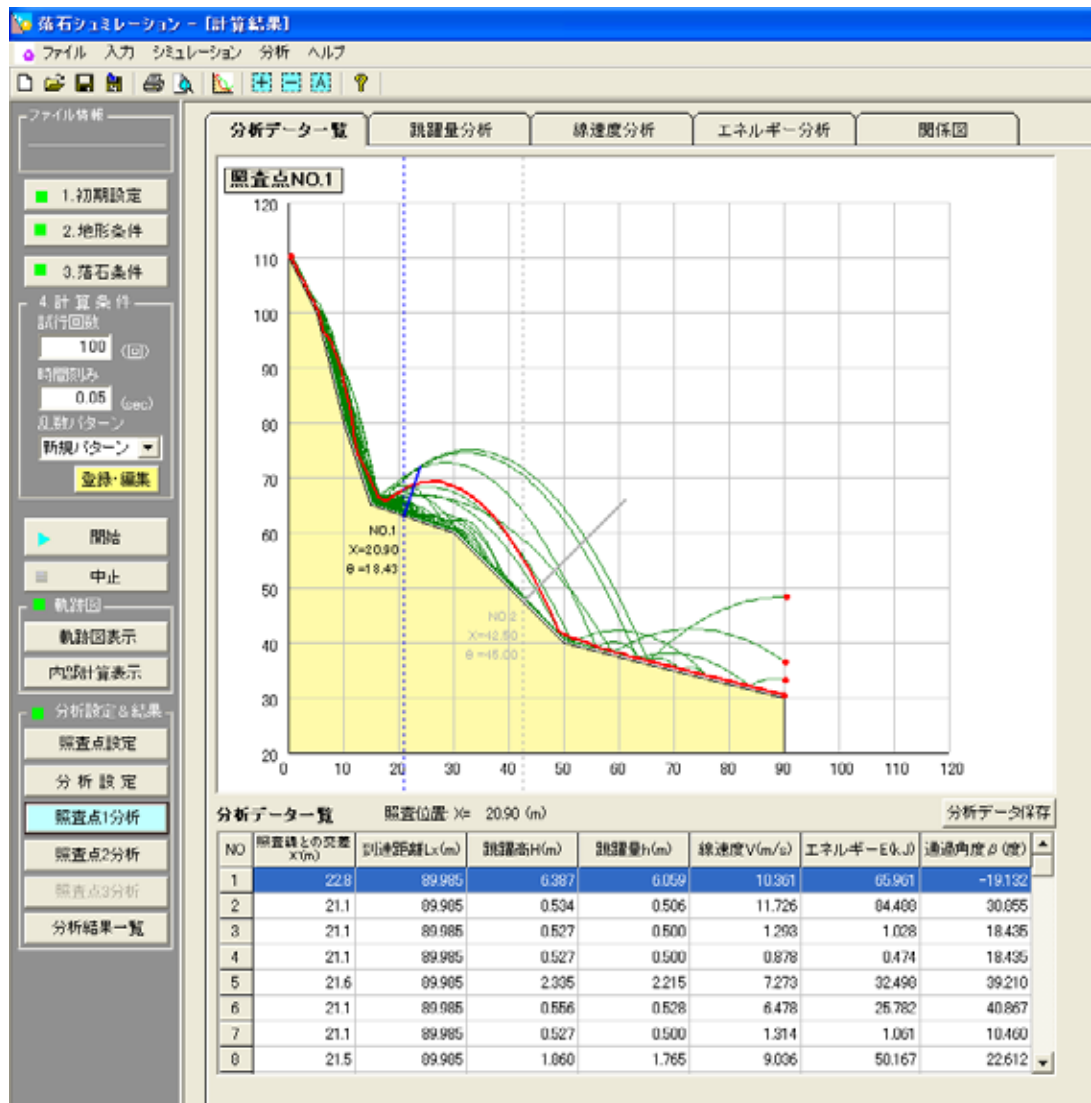 落石シュミレーション - [計算結果]
ファイル 入力 シミュレーション 分析 ヘルプ
ファイル情報
1.初期設定
2.地形条件
3.落石条件
4.計算条件
試行回数
100 (回)
時間刻み
0.05 (sec)
乱数パターン
新規パターン
登録・編集
開始
中止
軌跡図
軌跡図表示
内部計算表示
分析設定&結果
照査点設定
分析設定
照査点1分析
照査点2分析
照査点3分析
分析結果一覧
分析データ一覧 跳躍量分析 線速度分析 エネルギー分析 関係図
照査点NO.1
120
110
100
90
80
70
60
50
40
30
20
NO.1
X=20.90
θ=18.43
NO.2
X=42.50
θ=45.00
0 10 20 30 40 50 60 70 80 90 100 110 120
分析データ一覧 照査位置: X= 20.90 (m) 分析データ保存
NO 照査線との交差X'(m) 到達距離Lx(m) 跳躍高H(m) 跳躍量h(m) 線速度V(m/s) エネルギーE(kJ) 通過角度β(度)
1 22.8 89.985 6.387 6.059 10.361 65.961 -19.132
2 21.1 89.985 0.534 0.506 11.726 84.488 30.855
3 21.1 89.985 0.527 0.500 1.293 1.028 18.435
4 21.1 89.985 0.527 0.500 0.878 0.474 18.435
5 21.6 89.985 2.335 2.215 7.273 32.498 39.210
6 21.1 89.985 0.556 0.528 6.478 25.782 40.867
7 21.1 89.985 0.527 0.500 1.314 1.061 10.460
8 21.5 89.985 1.860 1.765 9.036 50.167 22.612